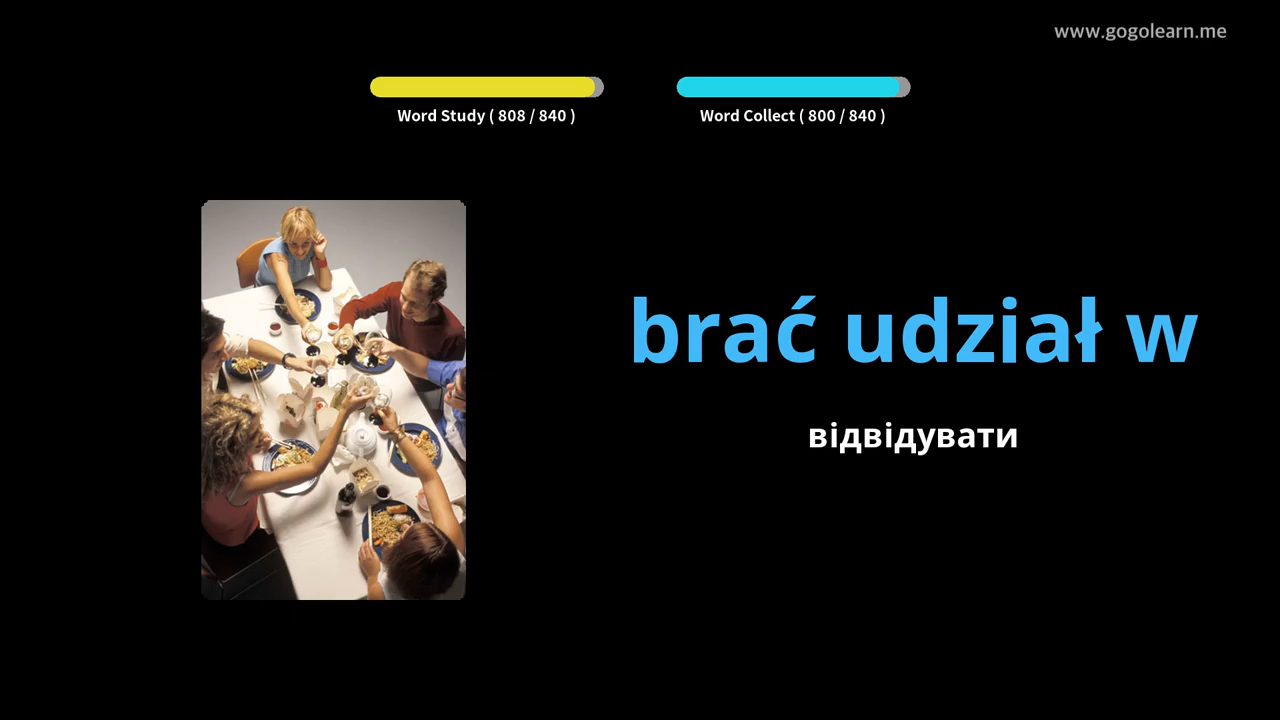 www.gogolearn.me
Word Study ( 808 / 840 )
Word Collect ( 800 / 840 )
brać udział w
відвідувати